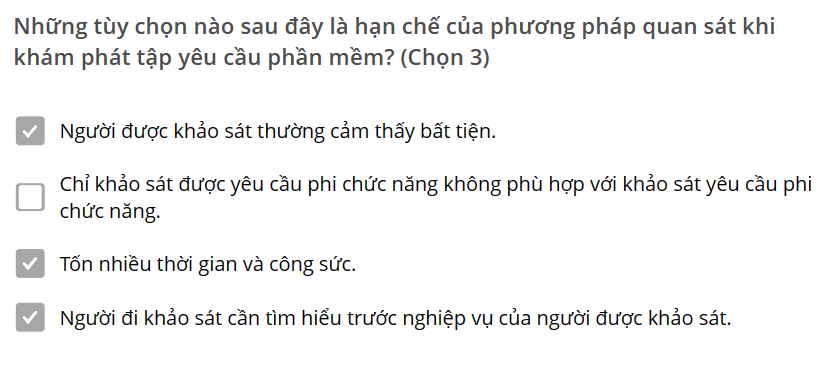 Những tùy chọn nào sau đây là hạn chế của phương pháp quan sát khi
khám phát tập yêu cầu phần mềm? (Chọn 3)
Người được khảo sát thường cảm thấy bất tiện.
Chỉ khảo sát được yêu cầu phi chức năng không phù hợp với khảo sát yêu cầu phi
chức năng.
Tốn nhiều thời gian và công sức.
Người đi khảo sát cần tìm hiểu trước nghiệp vụ của người được khảo sát.